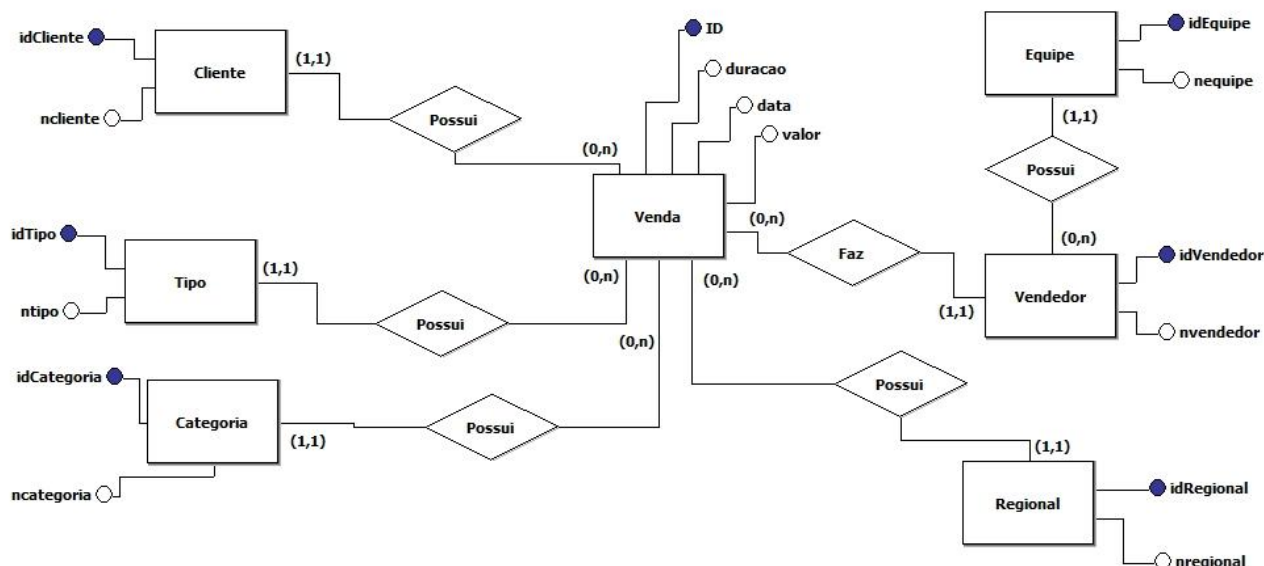 idCliente
ncliente
Cliente
(1,1)
Possui
(0,n)
ID
duracao
data
valor
Venda
idTipo
ntipo
Tipo
(1,1)
Possui
(0,n)
idCategoria
ncategoria
Categoria
(1,1)
Possui
(0,n)
(0,n)
Faz
(1,1)
Equipe
idEquipe
nequipe
(1,1)
Possui
(0,n)
Vendedor
idVendedor
nvendedor
(0,n)
Possui
(1,1)
Regional
idRegional
nregional